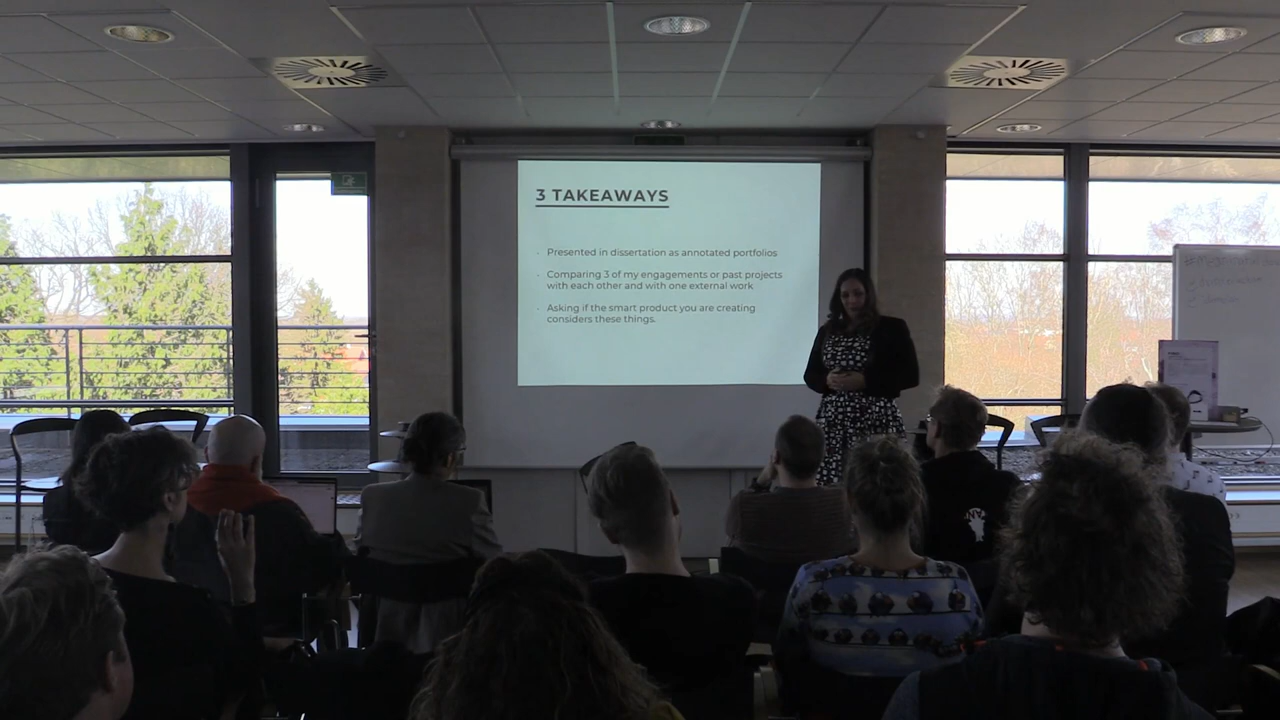 3 TAKEAWAYS
· Presented in dissertation as annotated portfolios
· Comparing 3 of my engagements or past projects
with each other and with one external work
· Asking if the smart product you are creating
considers these things.